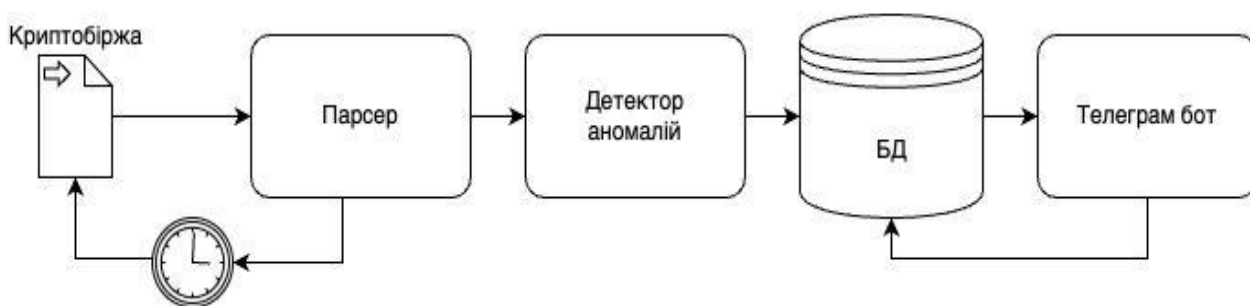 Криптобіржа
Парсер
Детектор
аномалій
БД
Телеграм бот